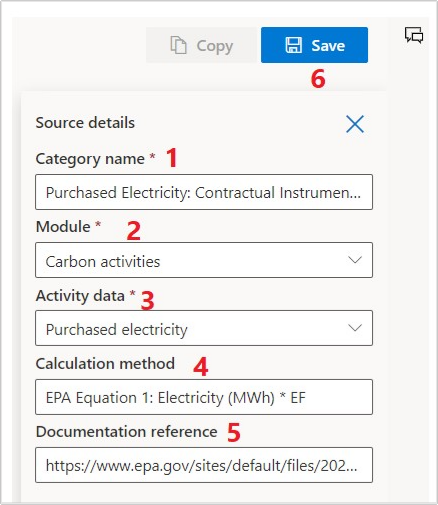 Copy
Save
6
Source details
Category name * 1
Purchased Electricity: Contractual Instrumen...
Module * 2
Carbon activities
Activity data * 3
Purchased electricity
Calculation method 4
EPA Equation 1: Electricity (MWh) * EF
Documentation reference 5
https://www.epa.gov/sites/default/files/202...